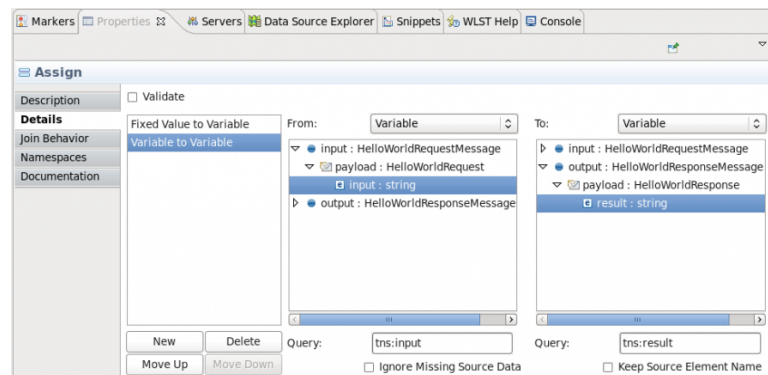 Markers Properties Servers Data Source Explorer Snippets WLST Help Console
Assign
Description
Details
Join Behavior
Namespaces
Documentation
Validate
Fixed Value to Variable
Variable to Variable
From: Variable
input : HelloWorldRequestMessage
payload : HelloWorldRequest
input : string
output : HelloWorldResponseMessage
To: Variable
input : HelloWorldRequestMessage
output : HelloWorldResponseMessage
payload : HelloWorldResponse
result : string
New Delete
Move Up Move Down
Query: tns:input
Ignore Missing Source Data
Query: tns:result
Keep Source Element Name